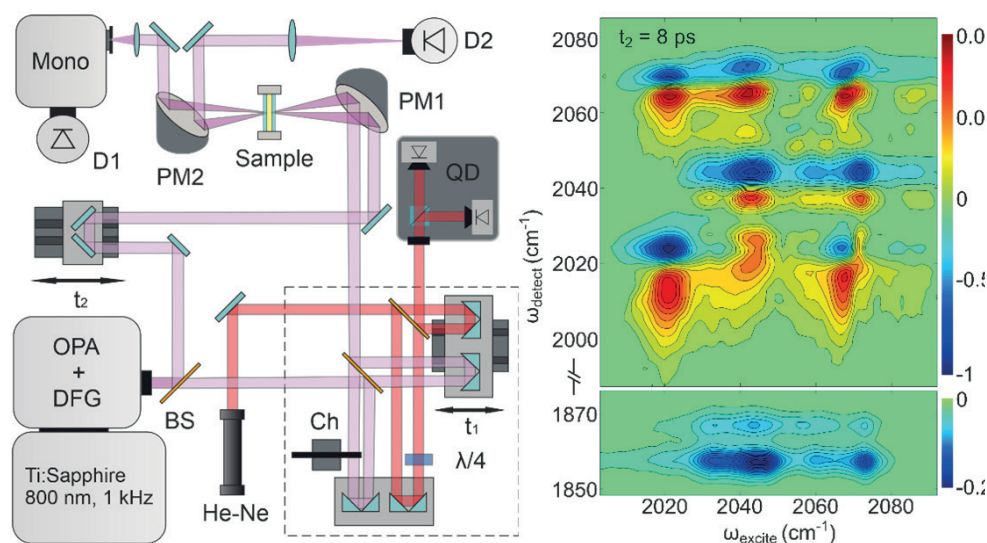 Mono
D1
D2
PM1
PM2
Sample
QD
t2
OPA
+
DFG
BS
Ti:Sapphire
800 nm, 1 kHz
He-Ne
Ch
λ/4
t1
t2 = 8 ps
2080
2060
2040
2020
2000
1870
1850
ωdetect (cm-1)
2020 2040 2060 2080
ωexcite (cm-1)
0.0
0.0
0
-0.5
-1
0
-0.2